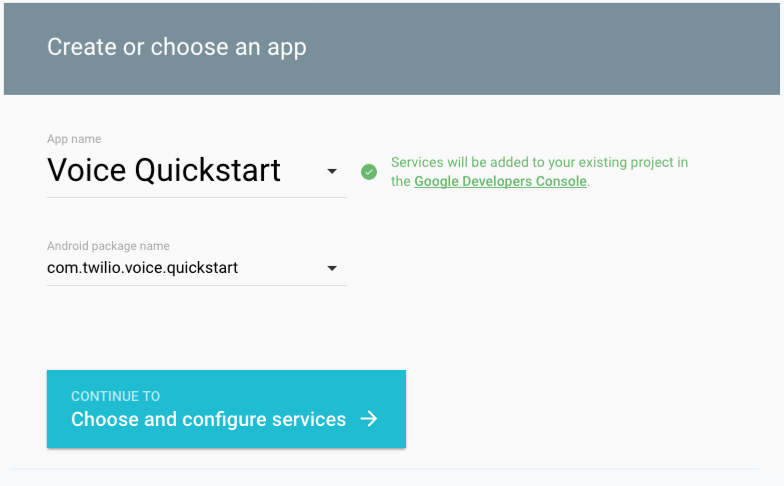 Create or choose an app
App name
Voice Quickstart
Services will be added to your existing project in
the Google Developers Console.
Android package name
com.twilio.voice.quickstart
CONTINUE TO
Choose and configure services